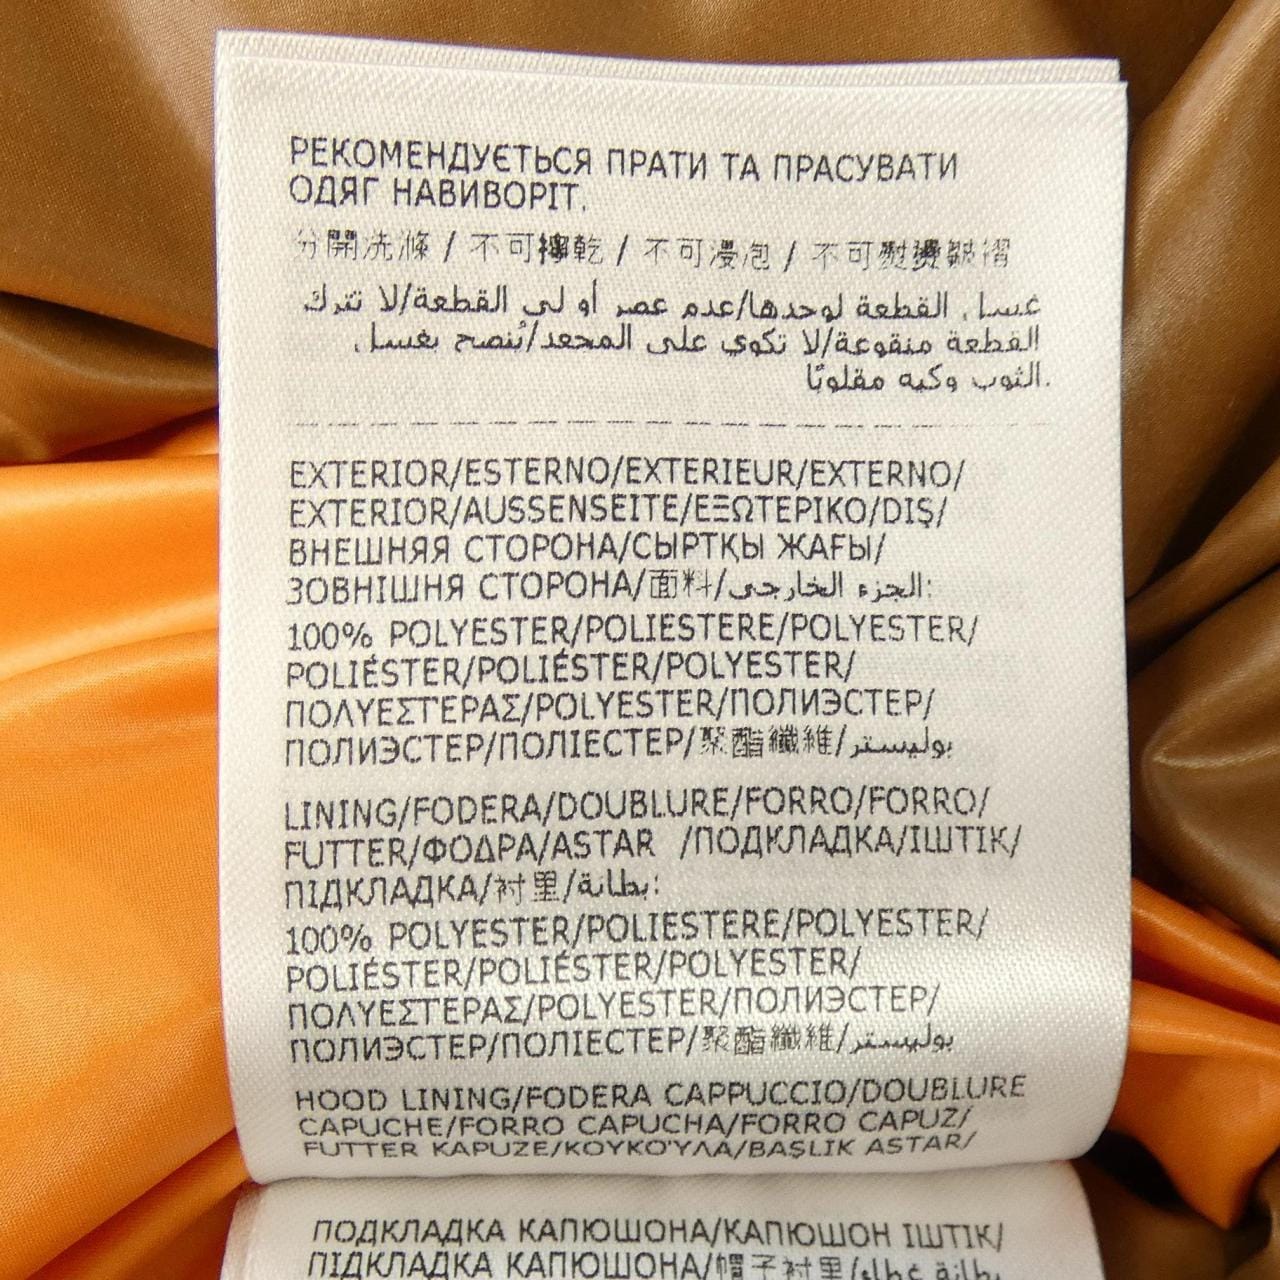 РЕКОМЕНДУЄТЬСЯ ПРАТИ ТА ПРАСУВАТИ
ОДЯГ НАВИВОРІТ.
分開洗滌 / 不可擰乾 / 不可浸泡 / 不可熨燙皺褶
غسل القطعة لوحدها/عدم عصر أو لي القطعة/لا تترك
القطعة منقوعة/لا تكوي على المجعد/يُنصح بغسل
الثوب وكيه مقلوبًا.
EXTERIOR/ESTERNO/EXTERIEUR/EXTERNO/
EXTERIOR/AUSSENSEITE/ΕΞΩΤΕΡΙΚΟ/DIŞ/
ВНЕШНЯЯ СТОРОНА/СЫРТҚЫ ЖАҒЫ/
ЗОВНІШНЯ СТОРОНА/面料/الجزء الخارجي:
100% POLYESTER/POLIESTERE/POLYESTER/
POLIÉSTER/POLIÉSTER/POLYESTER/
ΠΟΛΥΕΣΤΕΡΑΣ/POLYESTER/ПОЛИЭСТЕР/
ПОЛИЭСТЕР/ПОЛІЕСТЕР/聚酯纖維/بوليستر
LINING/FODERA/DOUBLURE/FORRO/FORRO/
FUTTER/ΦΟΔΡΑ/ASTAR /ПОДКЛАДКА/ІШТІК/
ПІДКЛАДКА/衬里/بطانة:
100% POLYESTER/POLIESTERE/POLYESTER/
POLIÉSTER/POLIÉSTER/POLYESTER/
ΠΟΛΥΕΣΤΕΡΑΣ/POLYESTER/ПОЛИЭСТЕР/
ПОЛИЭСТЕР/ПОЛІЕСТЕР/聚酯纖維/بوليستر
HOOD LINING/FODERA CAPPUCCIO/DOUBLURE
CAPUCHE/FORRO CAPUCHA/FORRO CAPUZ/
FUTTER KAPUZE/ΚΟΥΚΟΎΛΑ/BAŞLIK ASTAR/
ПОДКЛАДКА КАПЮШОНА/КАПЮШОН ІШТІК/
ПІДКЛАДКА КАПЮШОНА/帽子衬里/بطانة غطاء